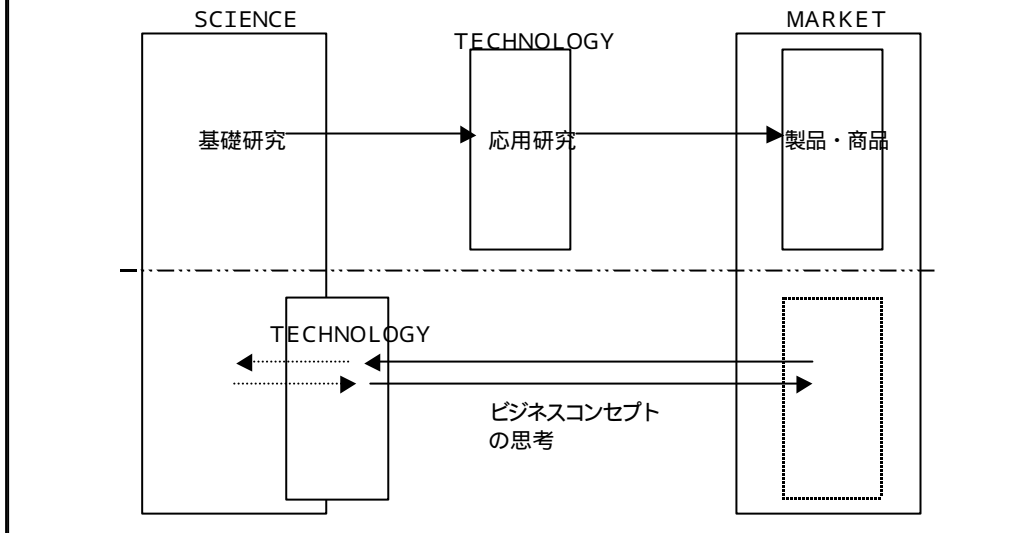 SCIENCE
MARKET
TECHNOLOGY
基礎研究
応用研究
製品・商品
TECHNOLOGY
ビジネスコンセプト
の思考